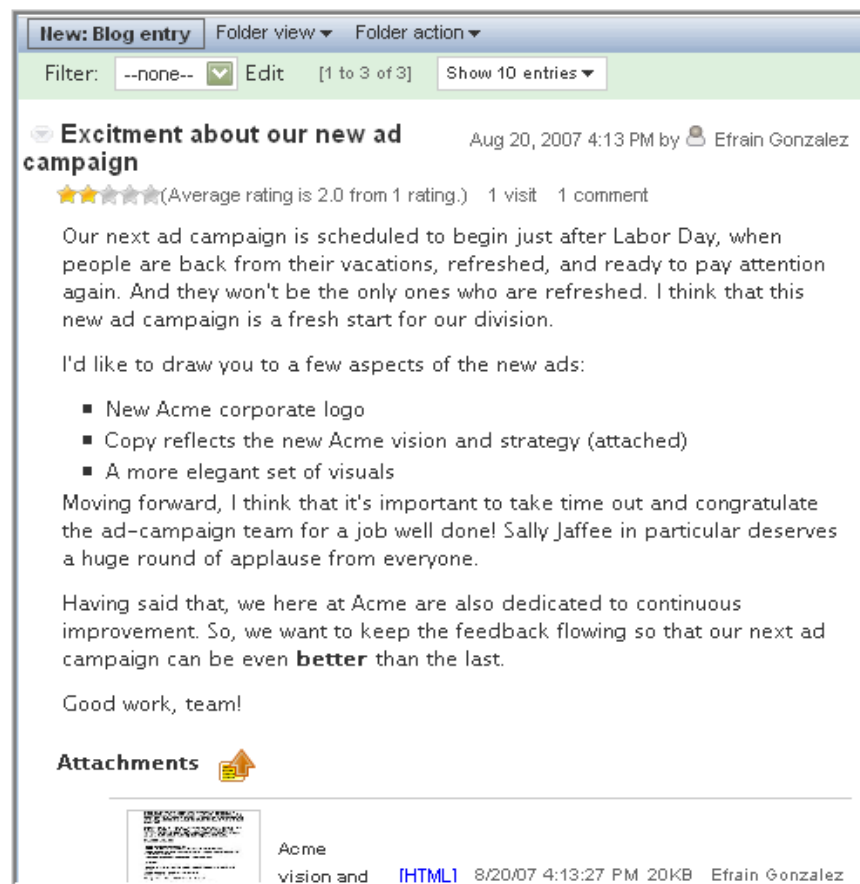 New: Blog entry Folder view Folder action
Filter: --none-- Edit [1 to 3 of 3] Show 10 entries
Excitment about our new ad
campaign
Aug 20, 2007 4:13 PM by Efrain Gonzalez
(Average rating is 2.0 from 1 rating.) 1 visit 1 comment
Our next ad campaign is scheduled to begin just after Labor Day, when
people are back from their vacations, refreshed, and ready to pay attention
again. And they won't be the only ones who are refreshed. I think that this
new ad campaign is a fresh start for our division.
I'd like to draw you to a few aspects of the new ads:
New Acme corporate logo
Copy reflects the new Acme vision and strategy (attached)
A more elegant set of visuals
Moving forward, I think that it's important to take time out and congratulate
the ad-campaign team for a job well done! Sally Jaffee in particular deserves
a huge round of applause from everyone.
Having said that, we here at Acme are also dedicated to continuous
improvement. So, we want to keep the feedback flowing so that our next ad
campaign can be even better than the last.
Good work, team!
Attachments
Acme
vision and [HTML] 8/20/07 4:13:27 PM 20KB Efrain Gonzalez